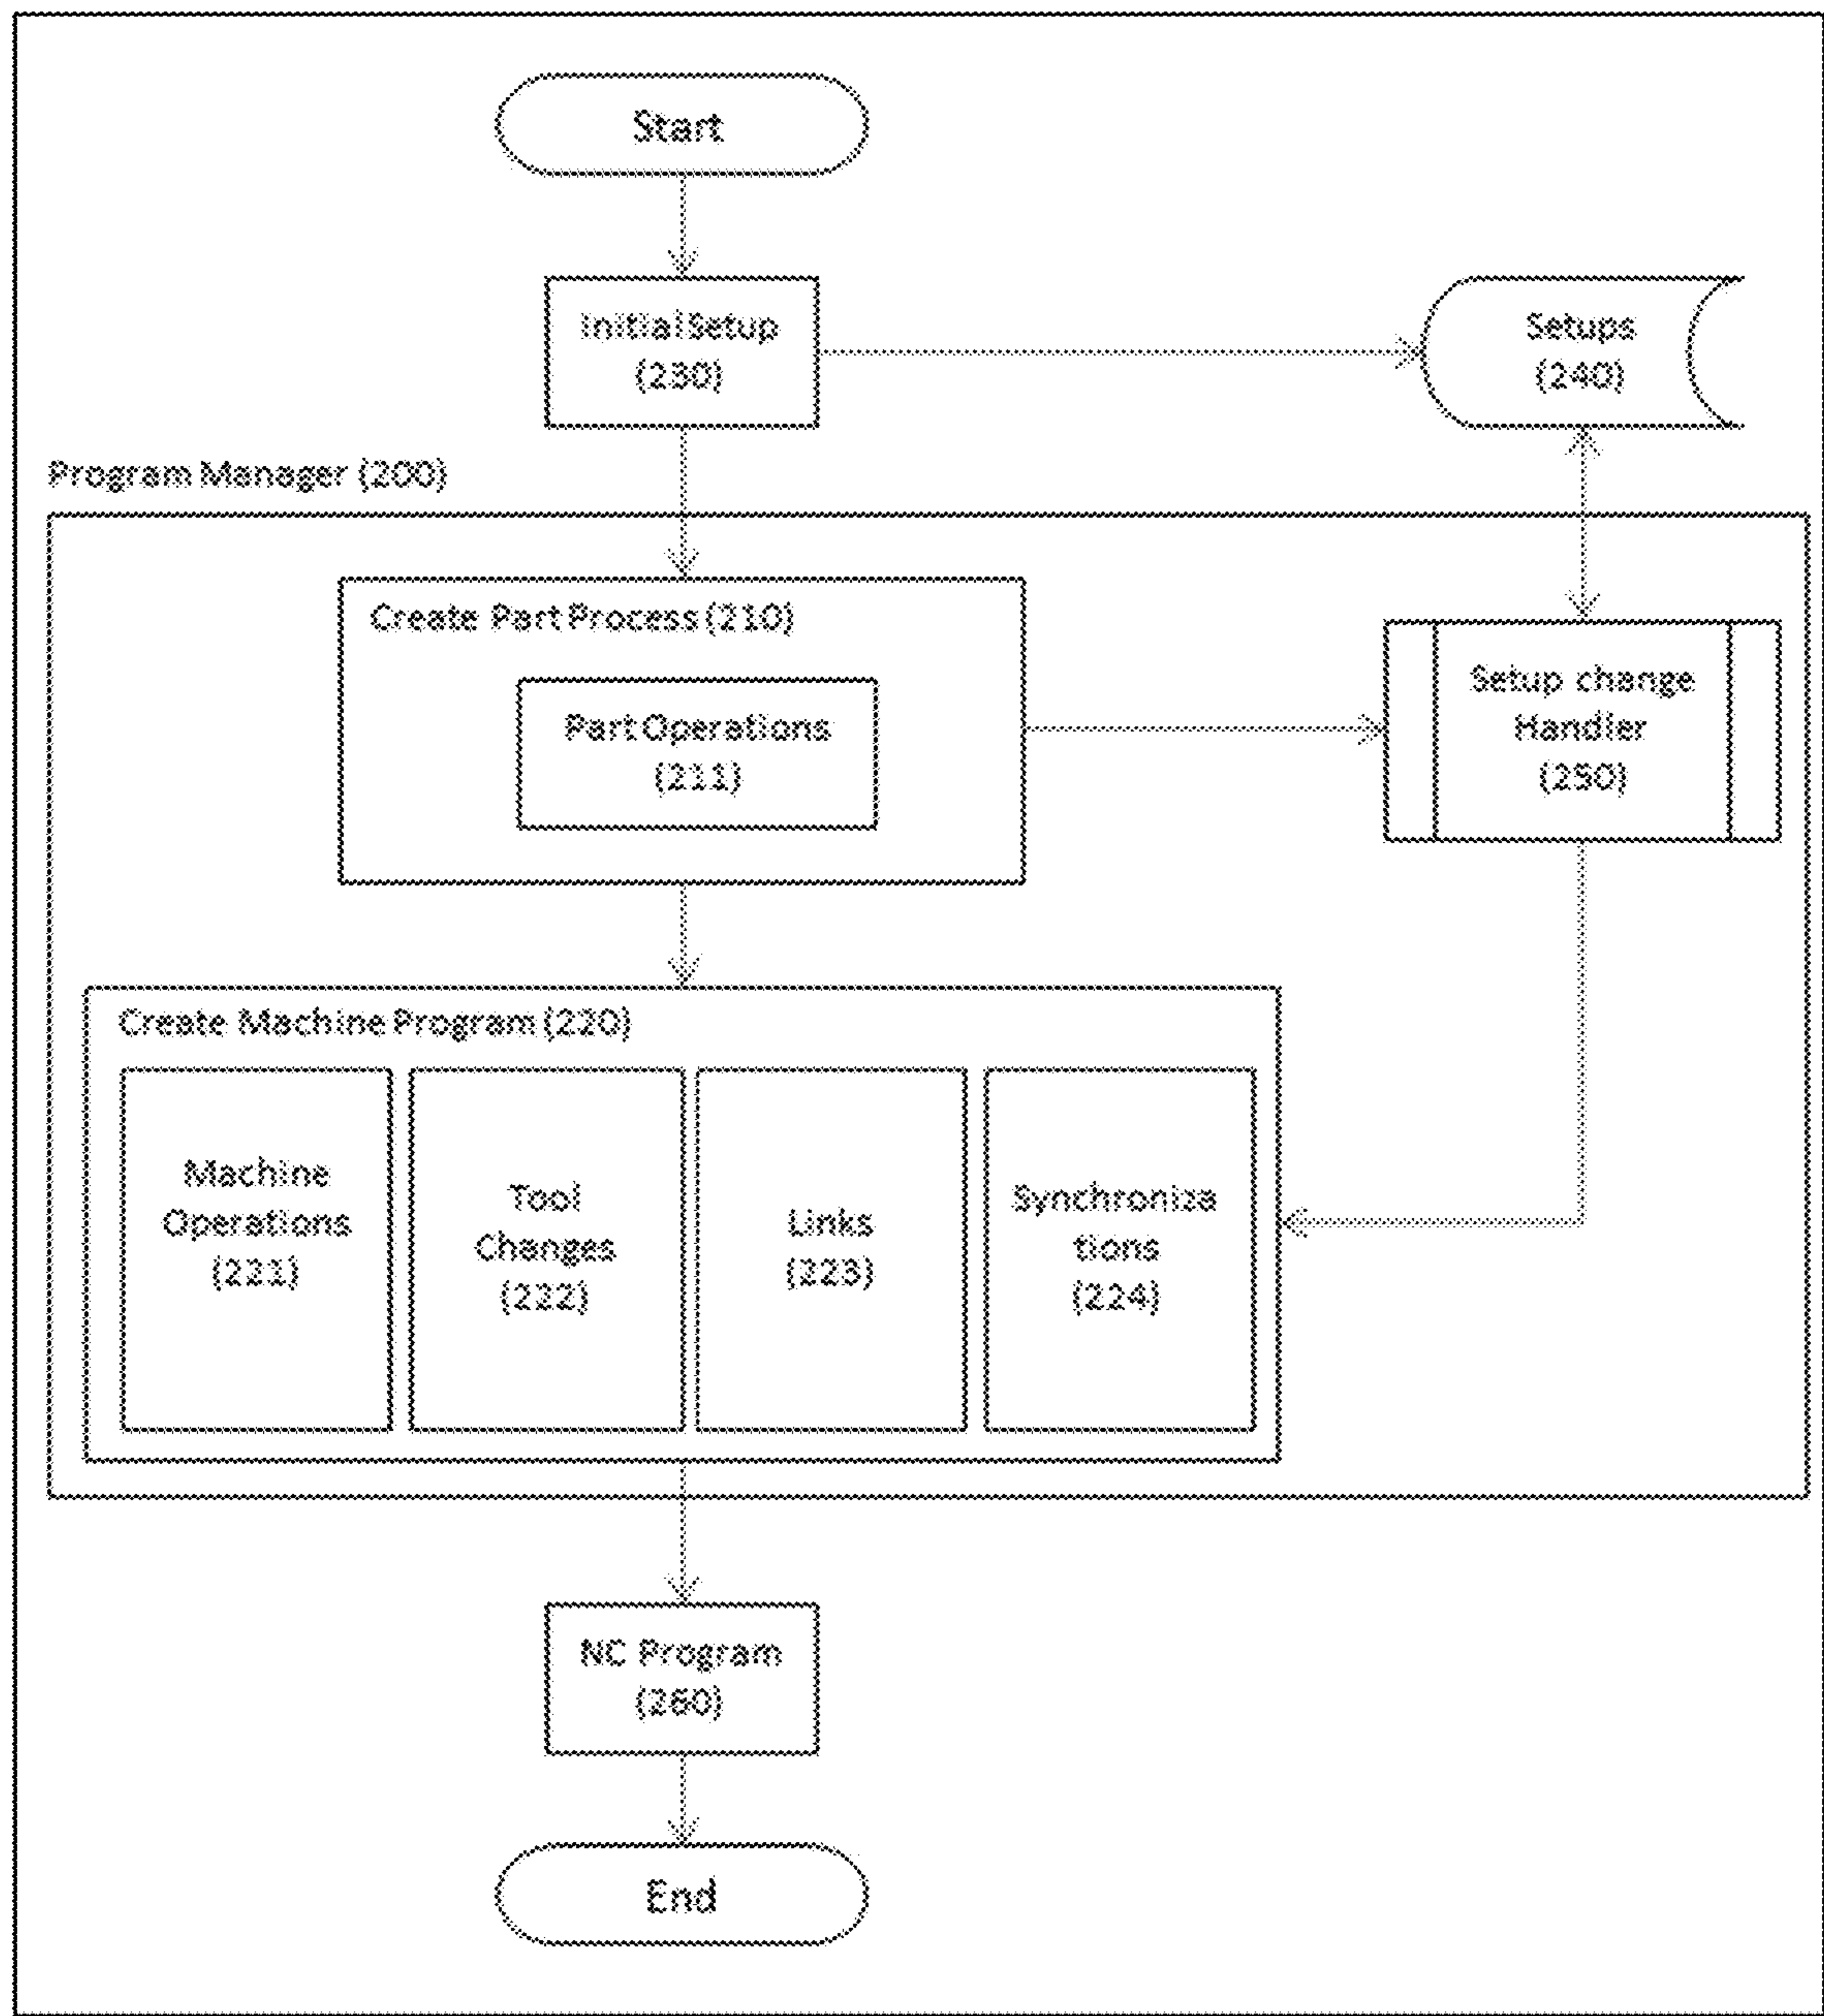 Start
Initial Setup
(230)
Setups
(240)
Program Manager (200)
Create Part Process (210)
Part Operations
(211)
Setup change
Handler
(250)
Create Machine Program (220)
Machine
Operations
(221)
Tool
Changes
(222)
Links
(223)
Synchroniza
tions
(224)
NC Program
(260)
End